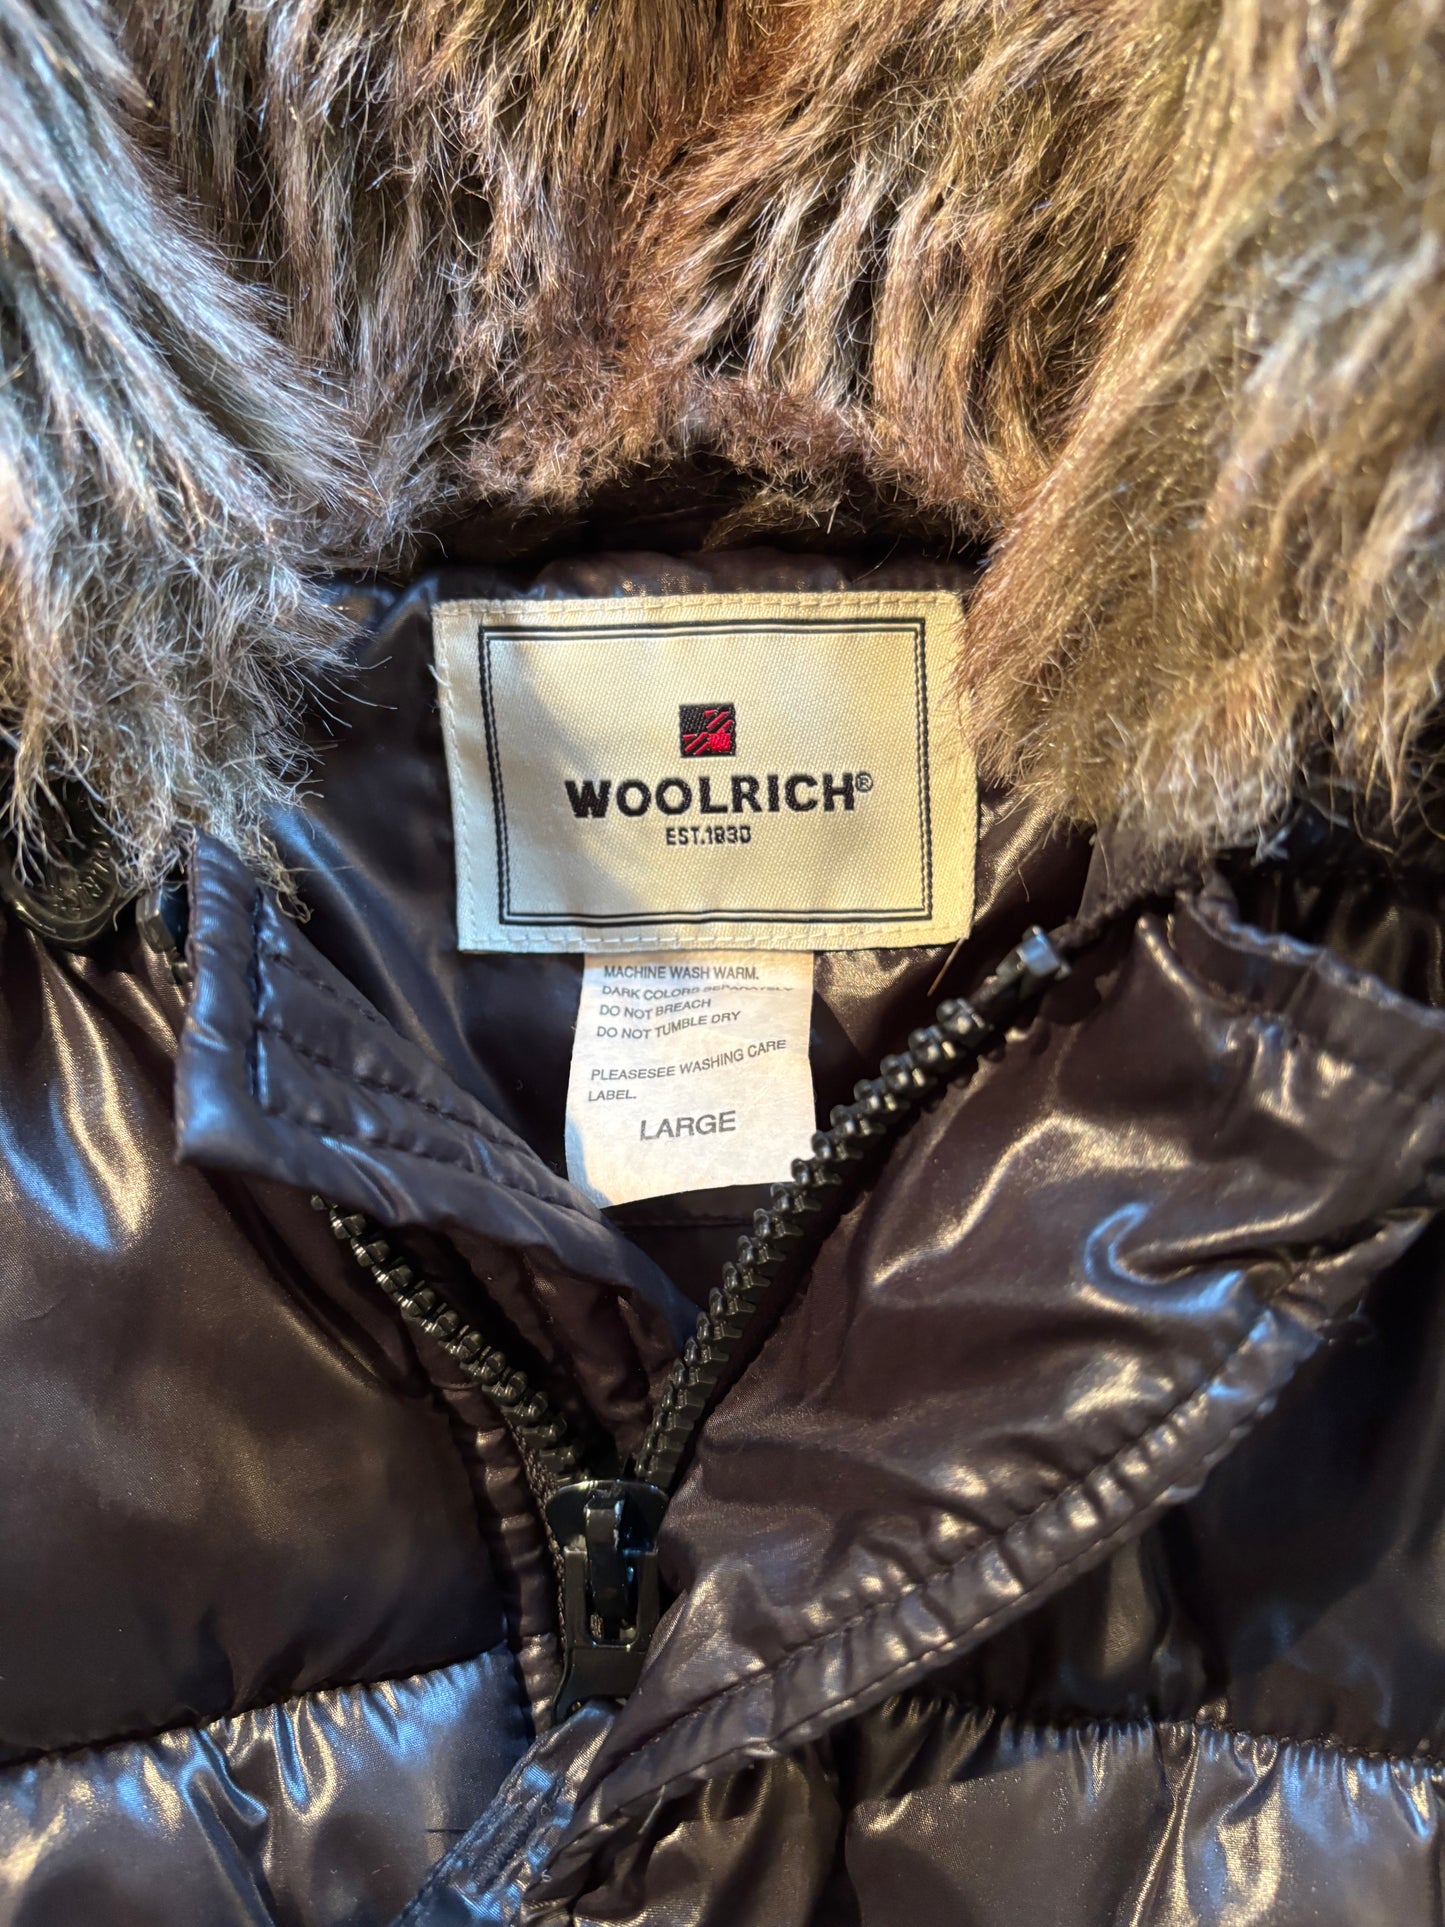 WOOLRICH®
EST.1830
MACHINE WASH WARM.
DARK COLORS SEPARATELY
DO NOT BREACH
DO NOT TUMBLE DRY
PLEASESEE WASHING CARE
LABEL.
LARGE